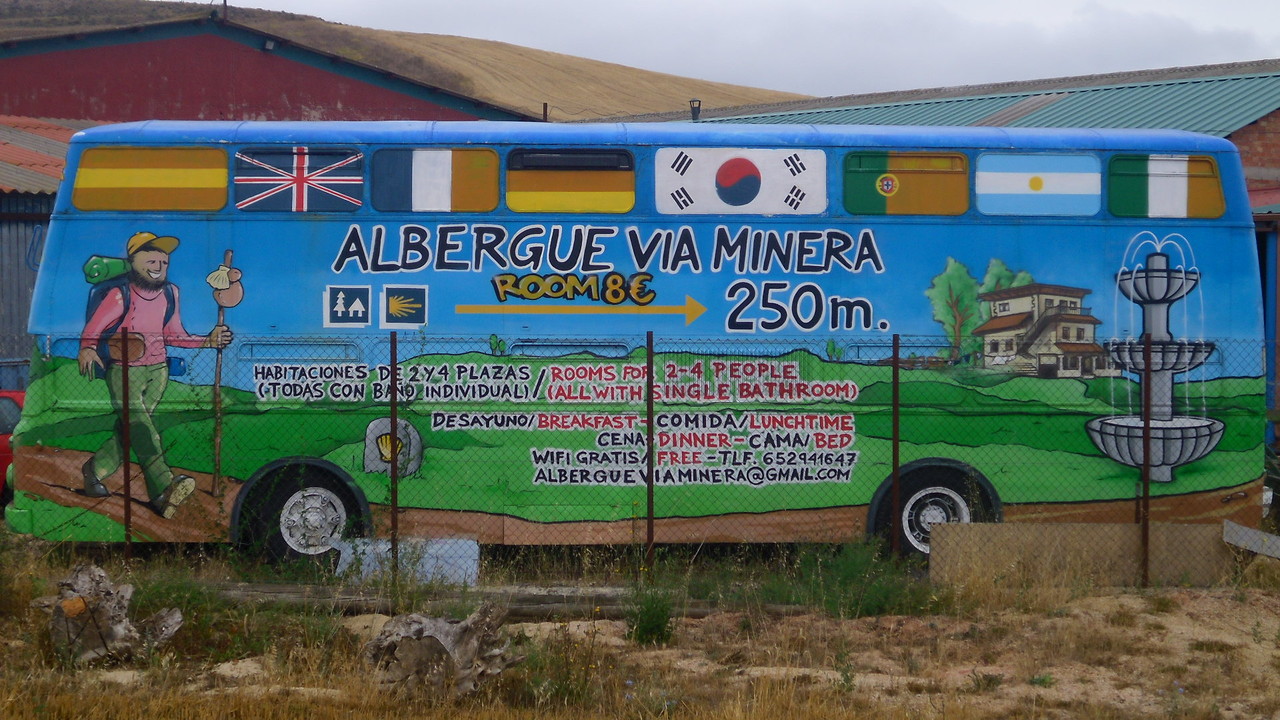 ALBERGUE VIA MINERA
ROOM 8€
250m.
HABITACIONES DE 2 Y 4 PLAZAS / ROOMS FOR 2-4 PEOPLE
(TODAS CON BAÑO INDIVIDUAL) / (ALL WITH SINGLE BATHROOM)
DESAYUNO/BREAKFAST- COMIDA/LUNCHTIME
CENA-DINNER- CAMA/BED
WIFI GRATIS/FREE-TLF. 652941647
ALBERGUEVIAMINERA@GMAIL.COM